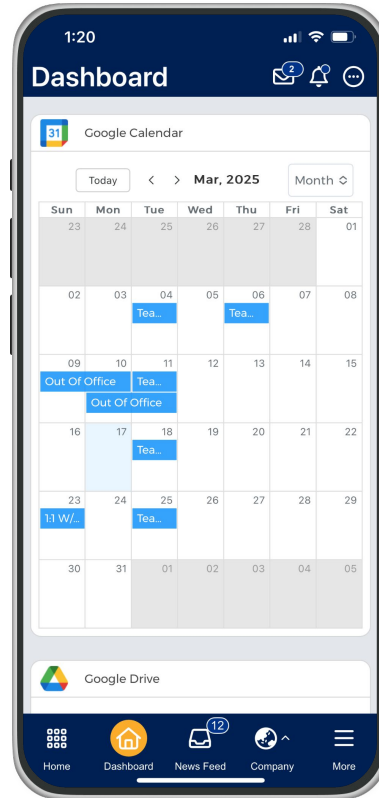 1:20
Dashboard
2
31 Google Calendar
Today < > Mar, 2025 Month
Sun Mon Tue Wed Thu Fri Sat
23 24 25 26 27 28 01
02 03 04 05 06 07 08
Tea... Tea...
09 10 11 12 13 14 15
Out Of Office Tea...
Out Of Office
16 17 18 19 20 21 22
Tea...
23 24 25 26 27 28 29
1:1 W/... Tea...
30 31 01 02 03 04 05
Google Drive
12
Home Dashboard News Feed Company More